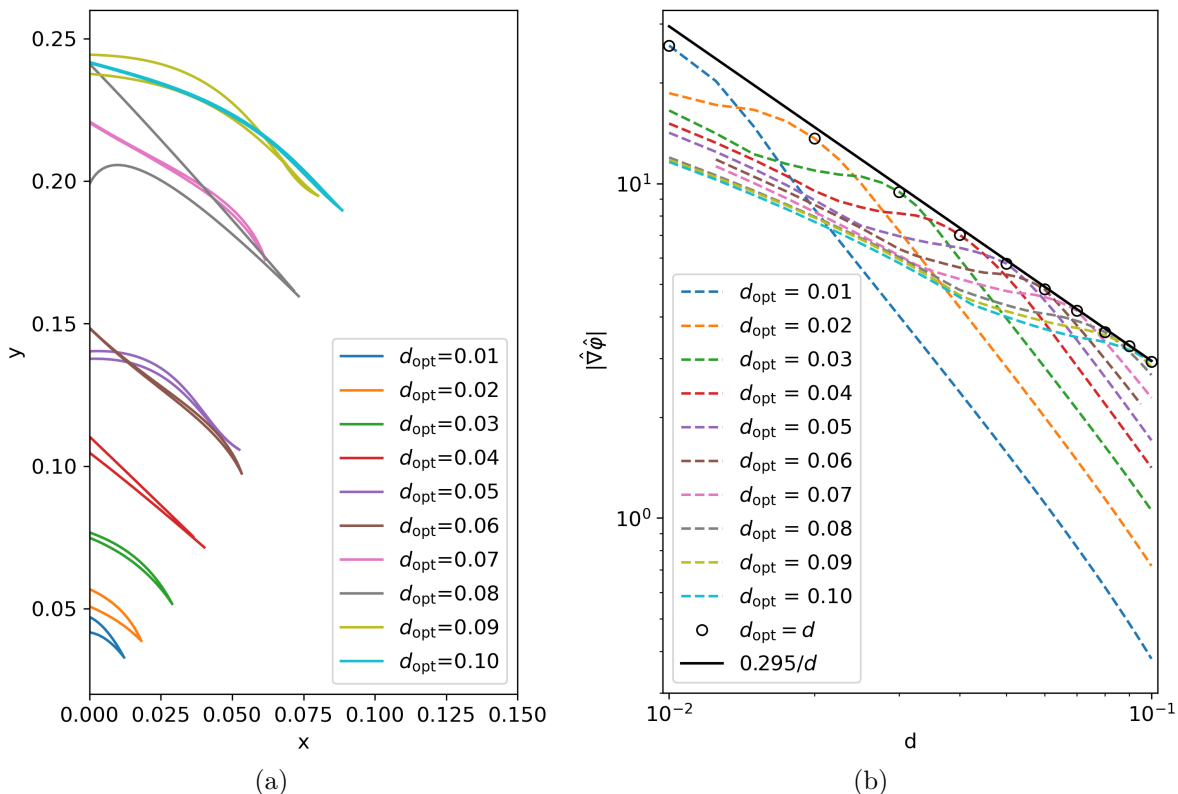 0.25
0.20
0.15
0.10
0.05
y
0.000 0.025 0.050 0.075 0.100 0.125 0.150
x
d_opt=0.01
d_opt=0.02
d_opt=0.03
d_opt=0.04
d_opt=0.05
d_opt=0.06
d_opt=0.07
d_opt=0.08
d_opt=0.09
d_opt=0.10
(a)
10^1
10^0
|∇̂φ̂|
10^−2 10^−1
d
d_opt = 0.01
d_opt = 0.02
d_opt = 0.03
d_opt = 0.04
d_opt = 0.05
d_opt = 0.06
d_opt = 0.07
d_opt = 0.08
d_opt = 0.09
d_opt = 0.10
d_opt = d
0.295/d
(b)